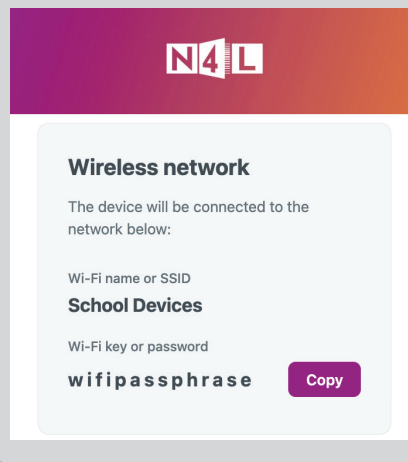 N4L
Wireless network
The device will be connected to the
network below:
Wi-Fi name or SSID
School Devices
Wi-Fi key or password
wifipassphrase
Copy